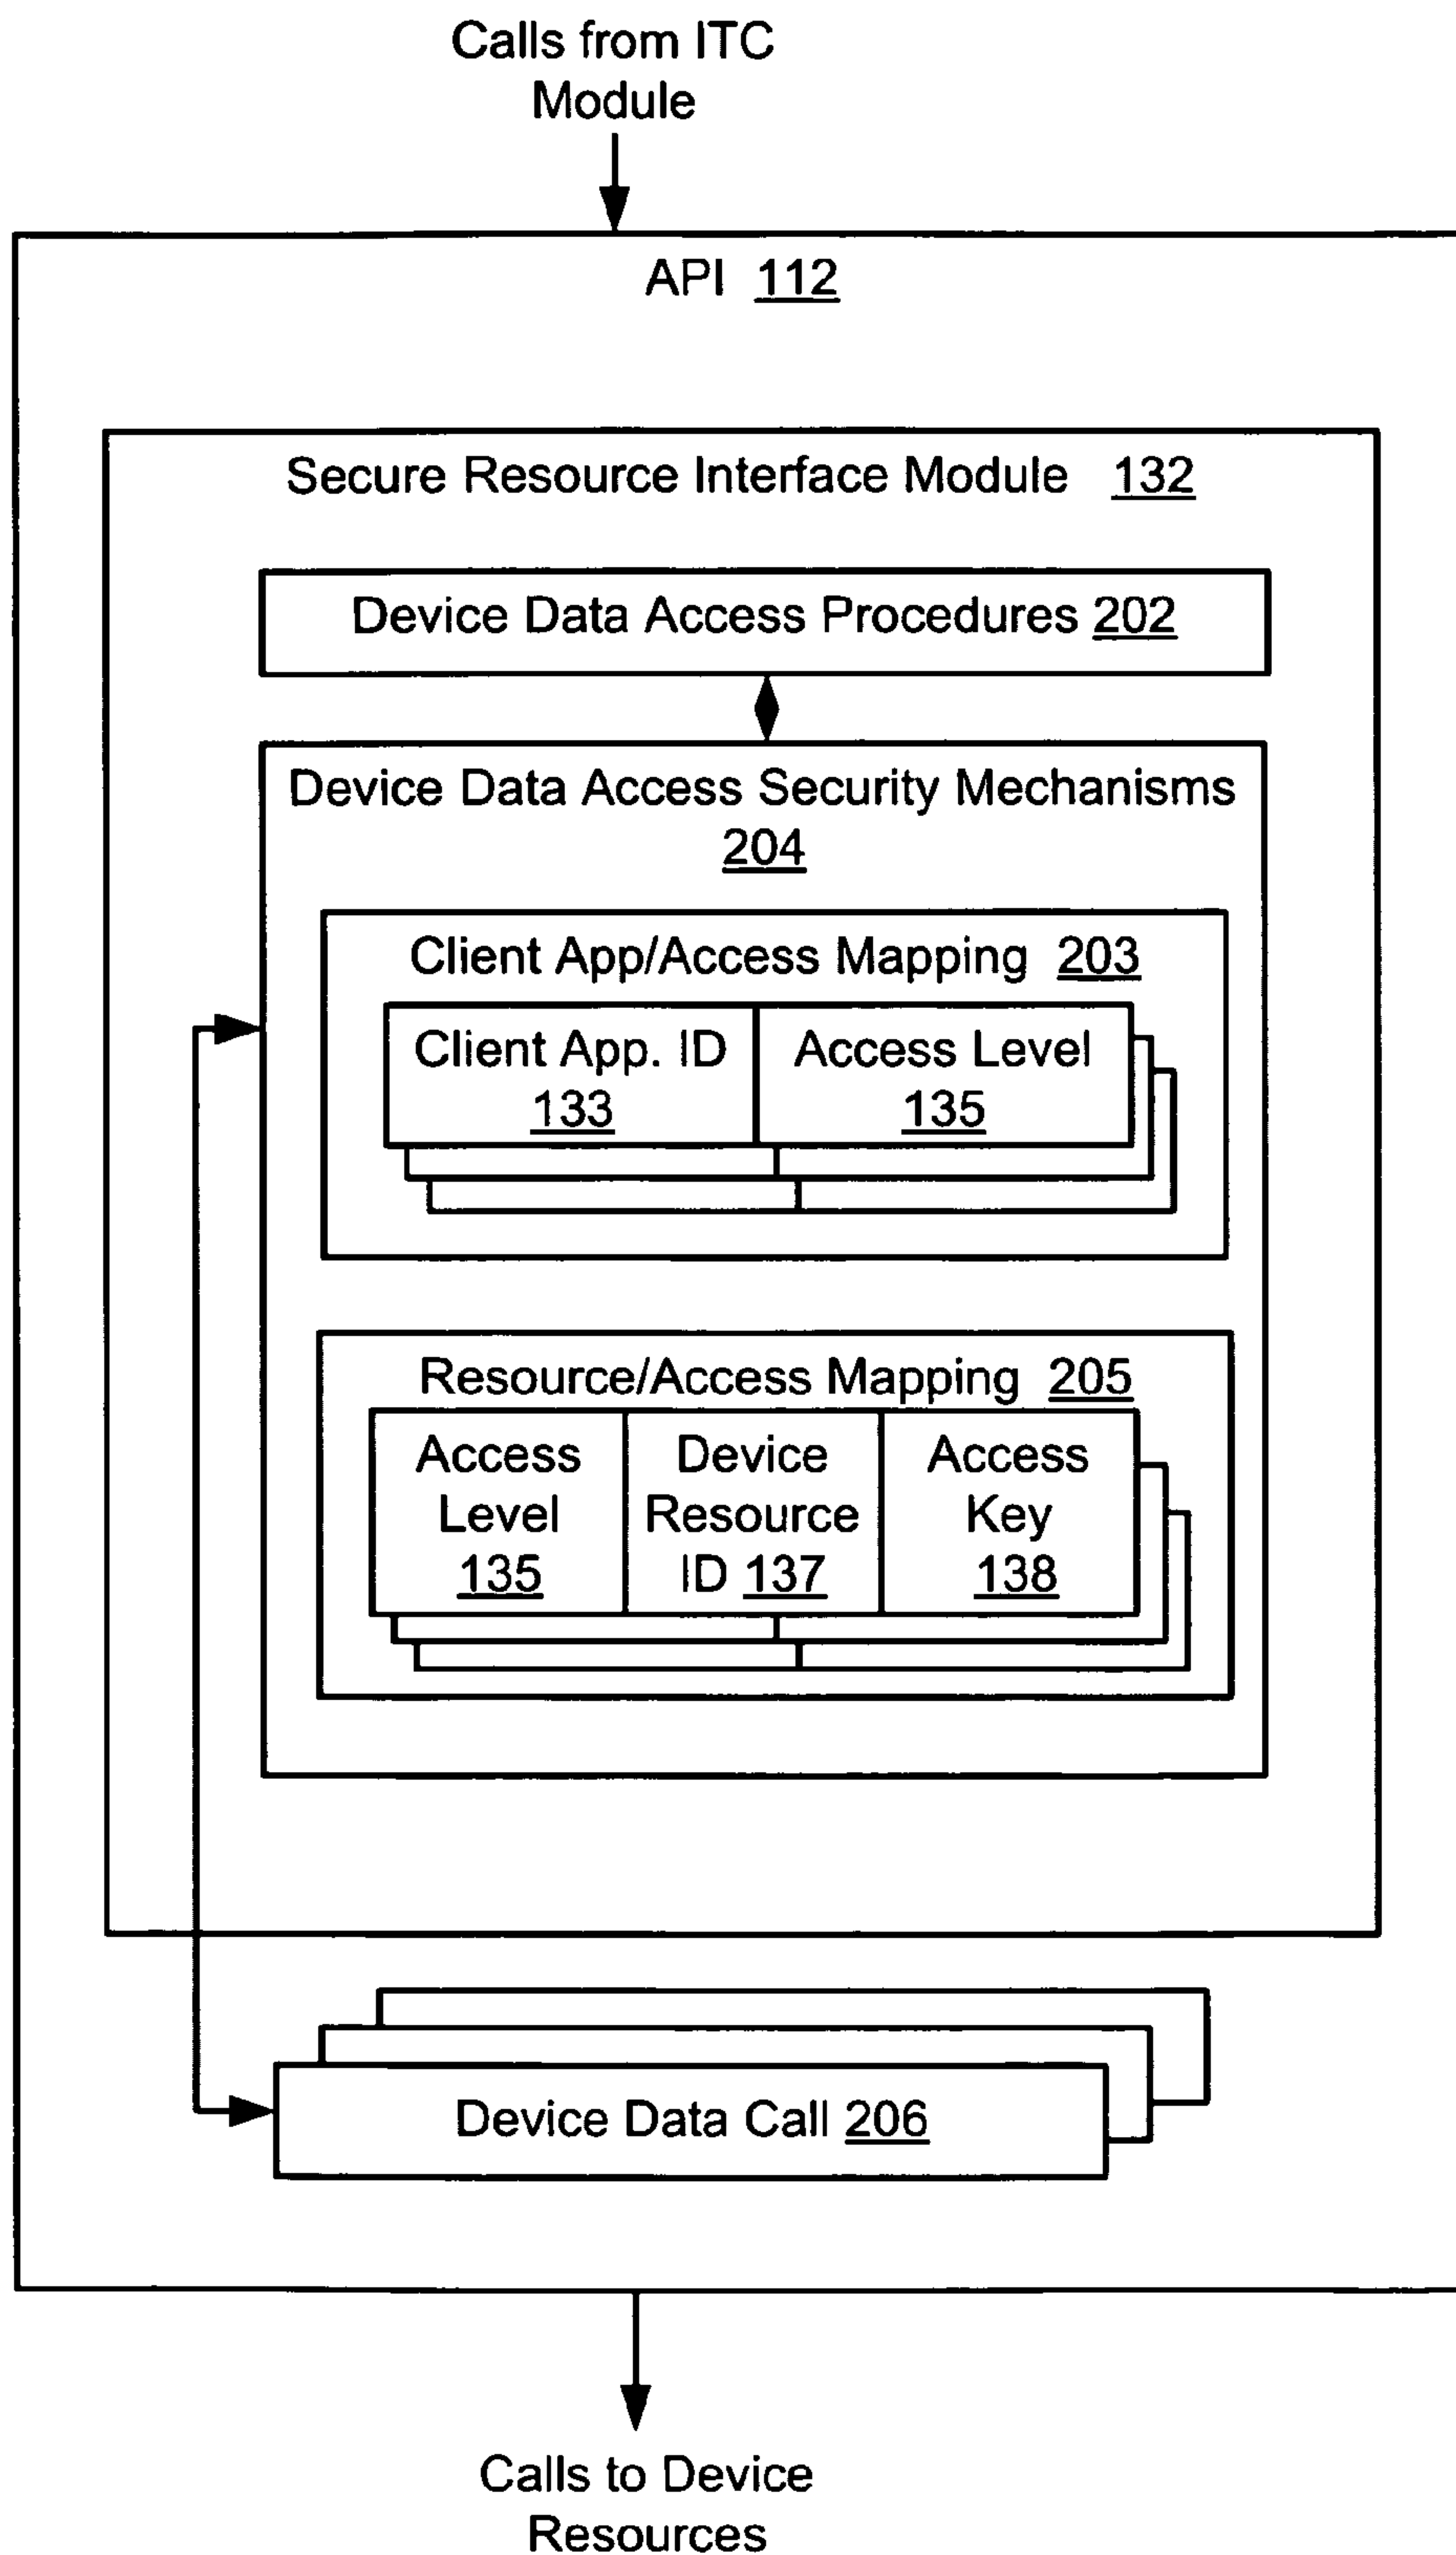 Calls from ITC
Module
API 112
Secure Resource Interface Module 132
Device Data Access Procedures 202
Device Data Access Security Mechanisms
204
Client App/Access Mapping 203
Client App. ID
133
Access Level
135
Resource/Access Mapping 205
Access
Level
135
Device
Resource
ID 137
Access
Key
138
Device Data Call 206
Calls to Device
Resources